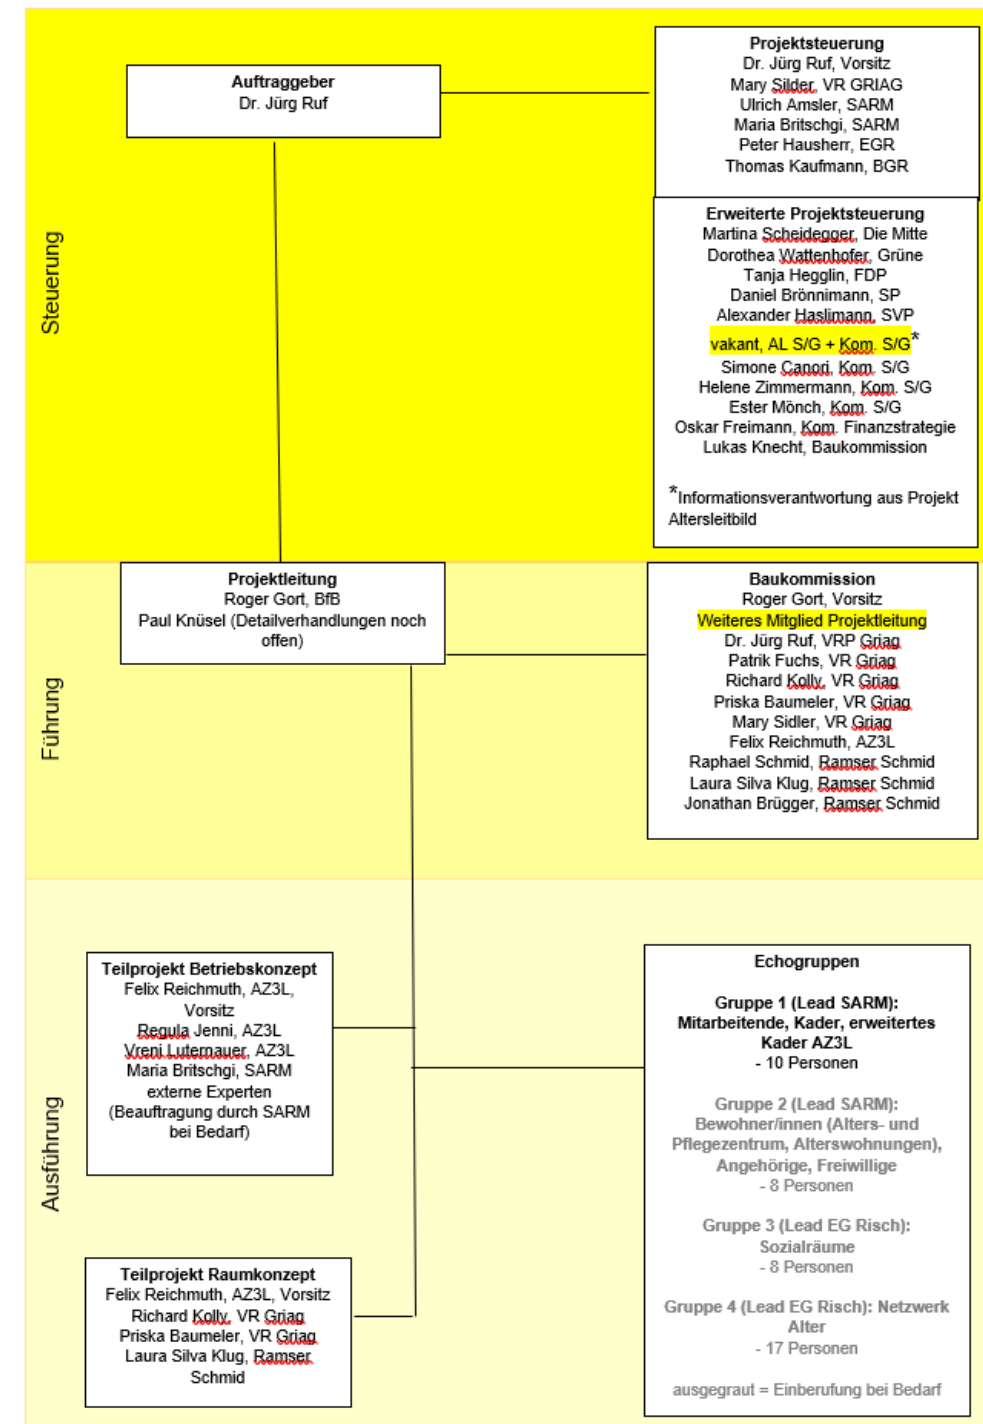 Steuerung
Auftraggeber
Dr. Jürg Ruf
Projektsteuerung
Dr. Jürg Ruf, Vorsitz
Mary Silder, VR GRIAG
Ulrich Amsler, SARM
Maria Britschgi, SARM
Peter Hausherr, EGR
Thomas Kaufmann, BGR
Erweiterte Projektsteuerung
Martina Scheidegger, Die Mitte
Dorothea Wattenhofer, Grüne
Tanja Hegglin, FDP
Daniel Brönnimann, SP
Alexander Haslimann, SVP
vakant, AL S/G + Kom. S/G*
Simone Canori, Kom. S/G
Helene Zimmermann, Kom. S/G
Ester Mönch, Kom. S/G
Oskar Freimann, Kom. Finanzstrategie
Lukas Knecht, Baukommission
*Informationsverantwortung aus Projekt
Altersleitbild
Führung
Projektleitung
Roger Gort, BfB
Paul Knüsel (Detailverhandlungen noch
offen)
Baukommission
Roger Gort, Vorsitz
Weiteres Mitglied Projektleitung
Dr. Jürg Ruf, VRP Griag
Patrik Fuchs, VR Griag
Richard Kolly, VR Griag
Priska Baumeler, VR Griag
Mary Sidler, VR Griag
Felix Reichmuth, AZ3L
Raphael Schmid, Ramser Schmid
Laura Silva Klug, Ramser Schmid
Jonathan Brügger, Ramser Schmid
Ausführung
Teilprojekt Betriebskonzept
Felix Reichmuth, AZ3L,
Vorsitz
Regula Jenni, AZ3L
Vreni Luternauer, AZ3L
Maria Britschgi, SARM
externe Experten
(Beauftragung durch SARM
bei Bedarf)
Teilprojekt Raumkonzept
Felix Reichmuth, AZ3L, Vorsitz
Richard Kolly, VR Griag
Priska Baumeler, VR Griag
Laura Silva Klug, Ramser
Schmid
Echogruppen
Gruppe 1 (Lead SARM):
Mitarbeitende, Kader, erweitertes
Kader AZ3L
- 10 Personen
Gruppe 2 (Lead SARM):
Bewohner/innen (Alters- und
Pflegezentrum, Alterswohnungen),
Angehörige, Freiwillige
- 8 Personen
Gruppe 3 (Lead EG Risch):
Sozialräume
- 8 Personen
Gruppe 4 (Lead EG Risch): Netzwerk
Alter
- 17 Personen
ausgegraut = Einberufung bei Bedarf